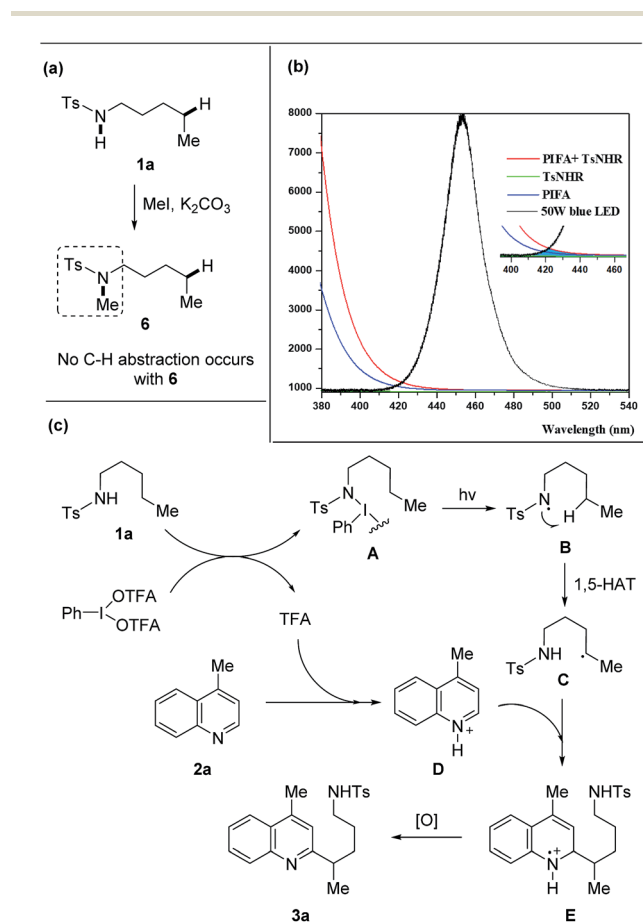 (a)
Ts
N
H
H
Me
1a
MeI, K2CO3
Ts
N
Me
H
Me
6
No C-H abstraction occurs
with 6
(b)
8000
7000
6000
5000
4000
3000
2000
1000
PIFA+ TsNHR
TsNHR
PIFA
50W blue LED
400 420 440 460
380 400 420 440 460 480 500 520 540
Wavelength (nm)
(c)
Ts
NH
Me
1a
Ph I
OTFA
OTFA
Ts
N
Ph
I
Me
A
hν
Ts
N
H
Me
B
1,5-HAT
TFA
Ts
NH
Me
C
Me
N
2a
Me
N
H
+
D
Me
NHTs
N
Me
3a
[O]
Me
NHTs
N
+
H
Me
E